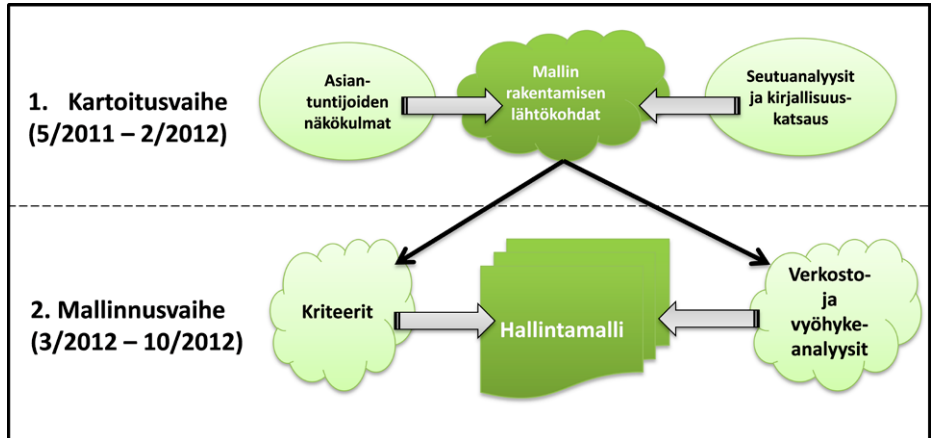 1. Kartoitusvaihe
(5/2011 – 2/2012)
Asian-
tuntijoiden
näkökulmat
Mallin
rakentamisen
lähtökohdat
Seutuanalyysit
ja kirjallisuus-
katsaus
2. Mallinnusvaihe
(3/2012 – 10/2012)
Kriteerit
Hallintamalli
Verkosto-
ja
vyöhyke-
analyysit